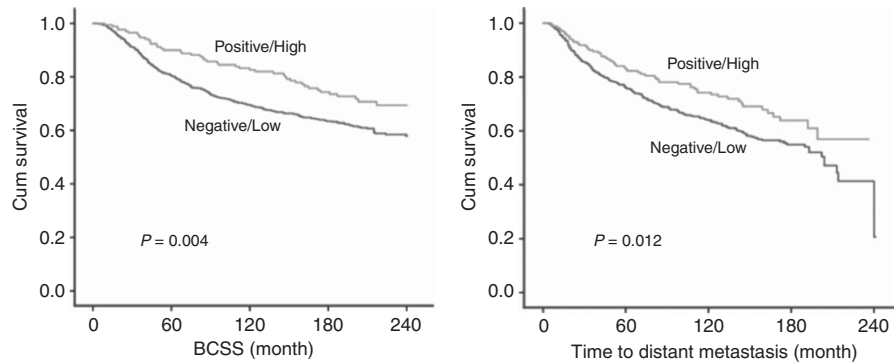 1.0
0.8
0.6
0.4
0.2
0.0
Cum survival
Positive/High
Negative/Low
P = 0.004
0 60 120 180 240
BCSS (month)
1.0
0.8
0.6
0.4
0.2
0.0
Cum survival
Positive/High
Negative/Low
P = 0.012
0 60 120 180 240
Time to distant metastasis (month)